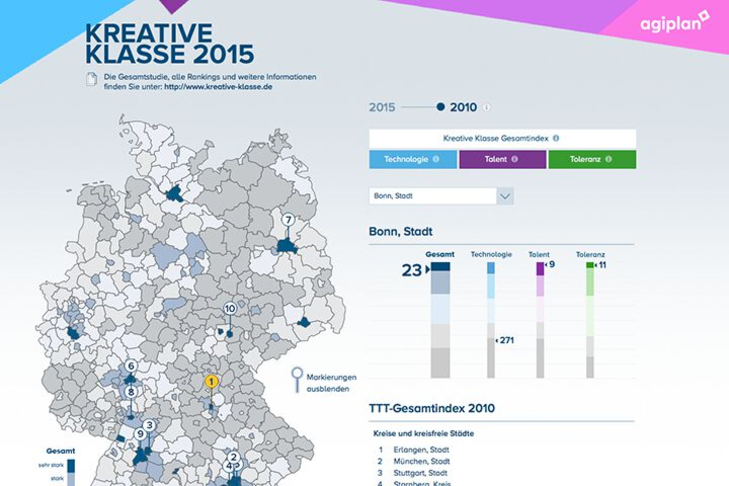 agiplan
KREATIVE
KLASSE 2015
Die Gesamtstudie, alle Rankings und weitere Informationen
finden Sie unter: http://www.kreative-klasse.de
2015 2010
Kreative Klasse Gesamtindex
Technologie Talent Toleranz
Bonn, Stadt
Bonn, Stadt
Gesamt Technologie Talent Toleranz
23 9 11
271
7
10
6
1
8
3
9
2
4
Markierungen
ausblenden
Gesamt
sehr stark
stark
TTT-Gesamtindex 2010
Kreise und kreisfreie Städte
1 Erlangen, Stadt
2 München, Stadt
3 Stuttgart, Stadt
4 Starnberg, Kreis